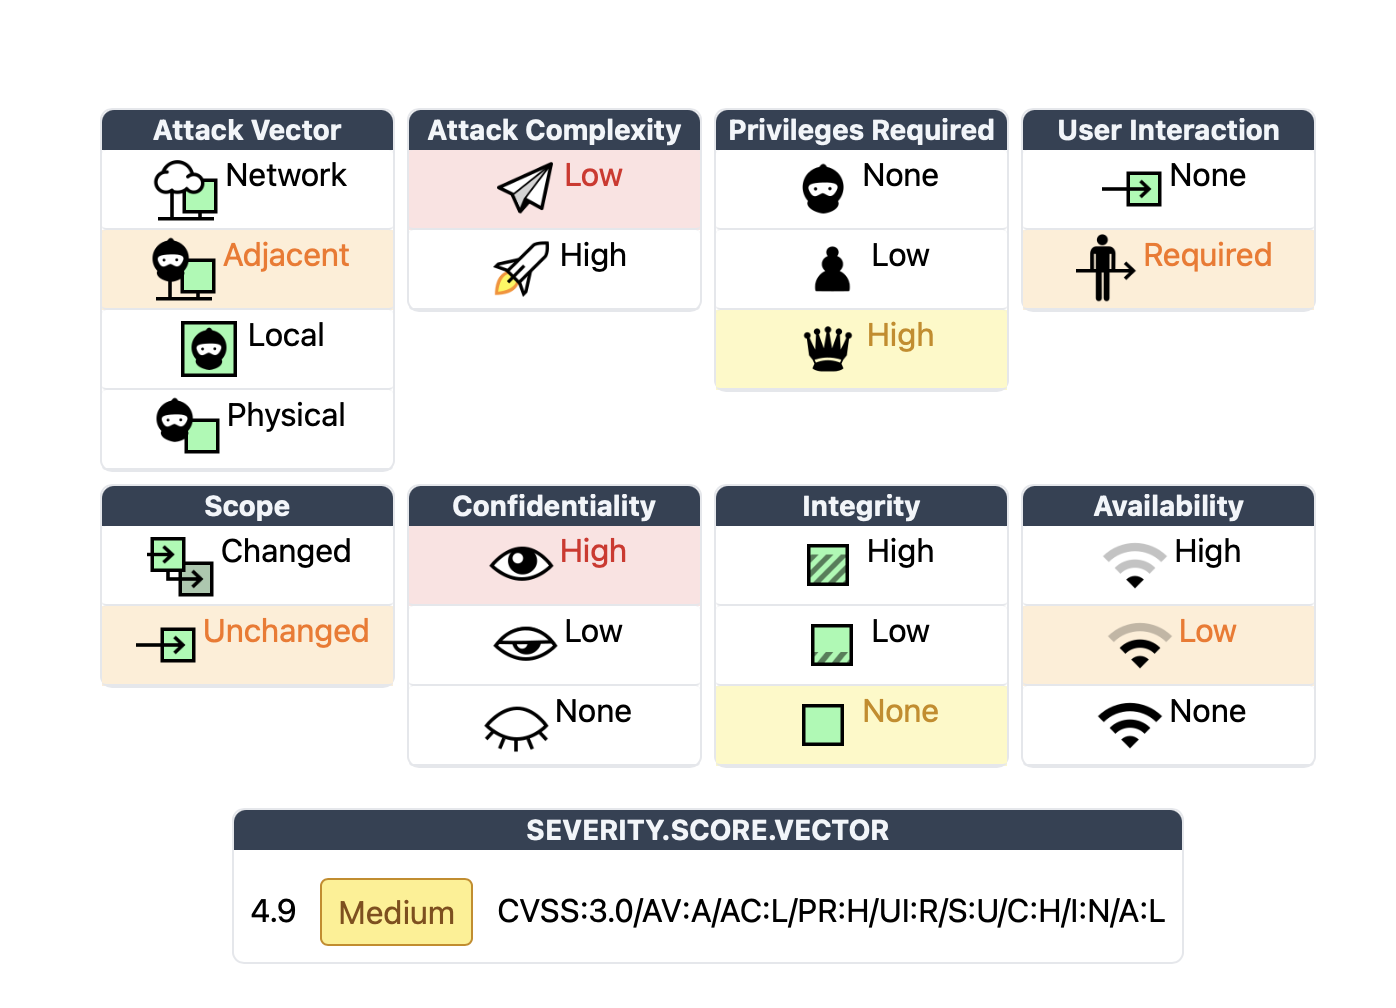 Attack Vector
Network
Adjacent
Local
Physical
Attack Complexity
Low
High
Privileges Required
None
Low
High
User Interaction
None
Required
Scope
Changed
Unchanged
Confidentiality
High
Low
None
Integrity
High
Low
None
Availability
High
Low
None
SEVERITY.SCORE.VECTOR
4.9 Medium CVSS:3.0/AV:A/AC:L/PR:H/UI:R/S:U/C:H/I:N/A:L